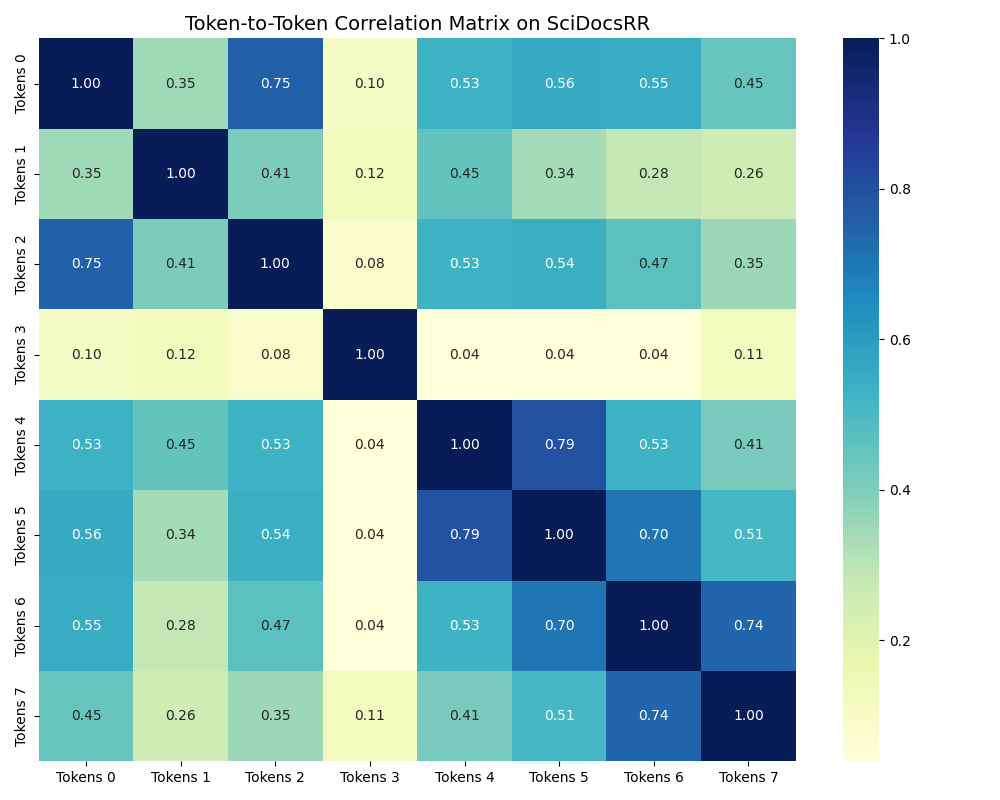 Token-to-Token Correlation Matrix on SciDocsRR
Tokens 0 1.00 0.35 0.75 0.10 0.53 0.56 0.55 0.45
Tokens 1 0.35 1.00 0.41 0.12 0.45 0.34 0.28 0.26
Tokens 2 0.75 0.41 1.00 0.08 0.53 0.54 0.47 0.35
Tokens 3 0.10 0.12 0.08 1.00 0.04 0.04 0.04 0.11
Tokens 4 0.53 0.45 0.53 0.04 1.00 0.79 0.53 0.41
Tokens 5 0.56 0.34 0.54 0.04 0.79 1.00 0.70 0.51
Tokens 6 0.55 0.28 0.47 0.04 0.53 0.70 1.00 0.74
Tokens 7 0.45 0.26 0.35 0.11 0.41 0.51 0.74 1.00
Tokens 0 Tokens 1 Tokens 2 Tokens 3 Tokens 4 Tokens 5 Tokens 6 Tokens 7
1.0
0.8
0.6
0.4
0.2